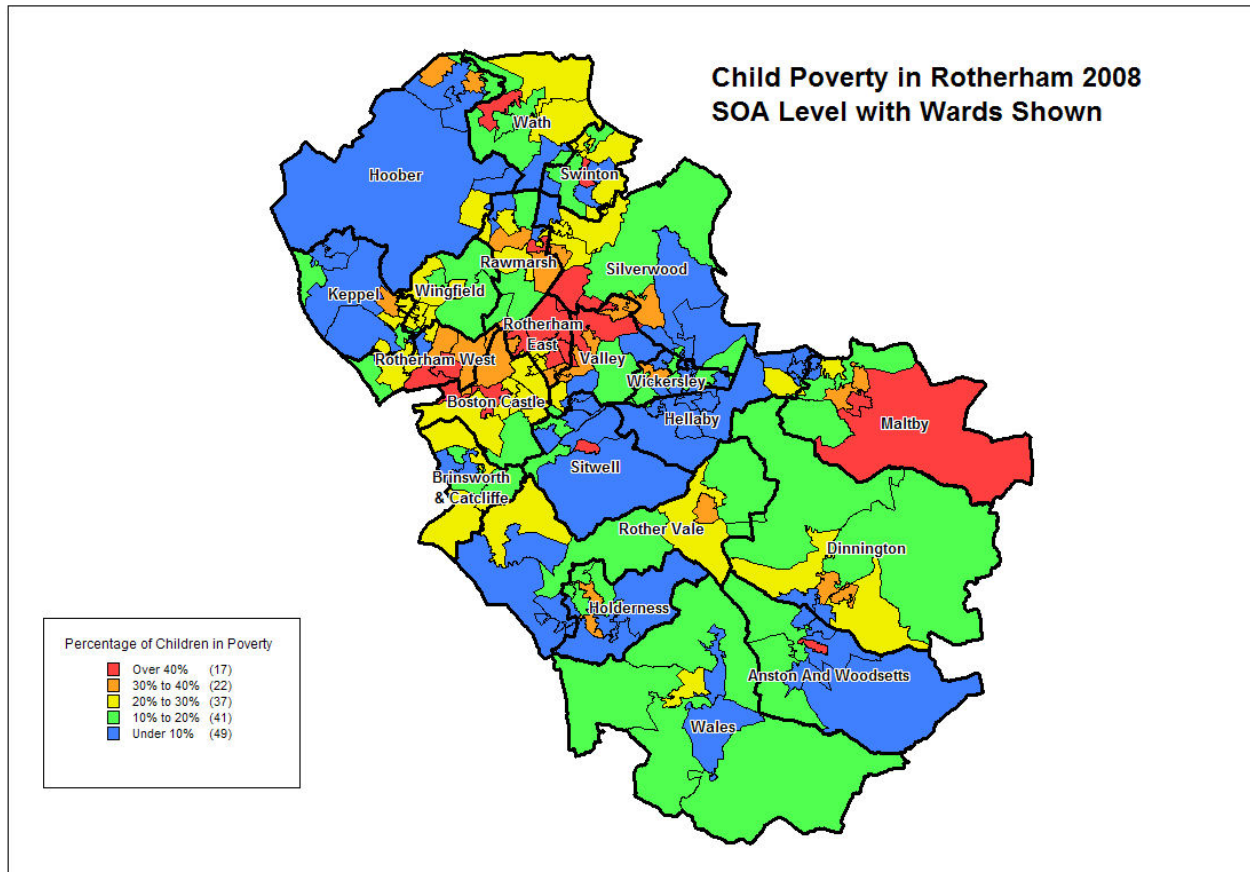 Child Poverty in Rotherham 2008
SOA Level with Wards Shown
Wath
Hoober
Swinton
Rawmarsh
Silverwood
Keppel
Wingfield
Rotherham
East
Rotherham West
Valley
Wickersley
Boston Castle
Hellaby
Maltby
Sitwell
Brinsworth
& Catcliffe
Rother Vale
Dinnington
Holderness
Anston And Woodsetts
Wales
Percentage of Children in Poverty
Over 40% (17)
30% to 40% (22)
20% to 30% (37)
10% to 20% (41)
Under 10% (49)